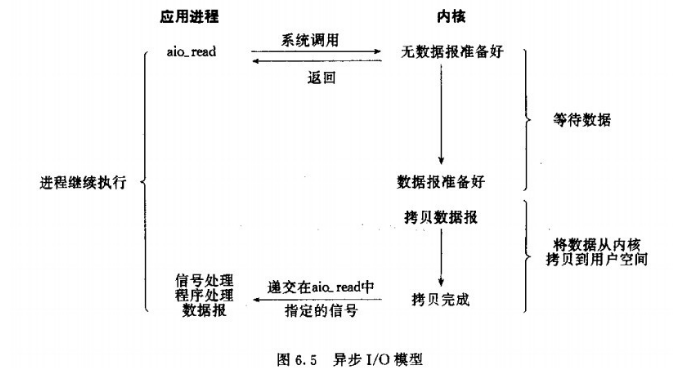 应用进程 内核
aio_read 系统调用 无数据报准备好
返回
等待数据
进程继续执行 数据报准备好
拷贝数据报
将数据从内核
拷贝到用户空间
信号处理
程序处理
数据报
递交在aio_read中
指定的信号
拷贝完成
图 6.5 异步 I/O 模型